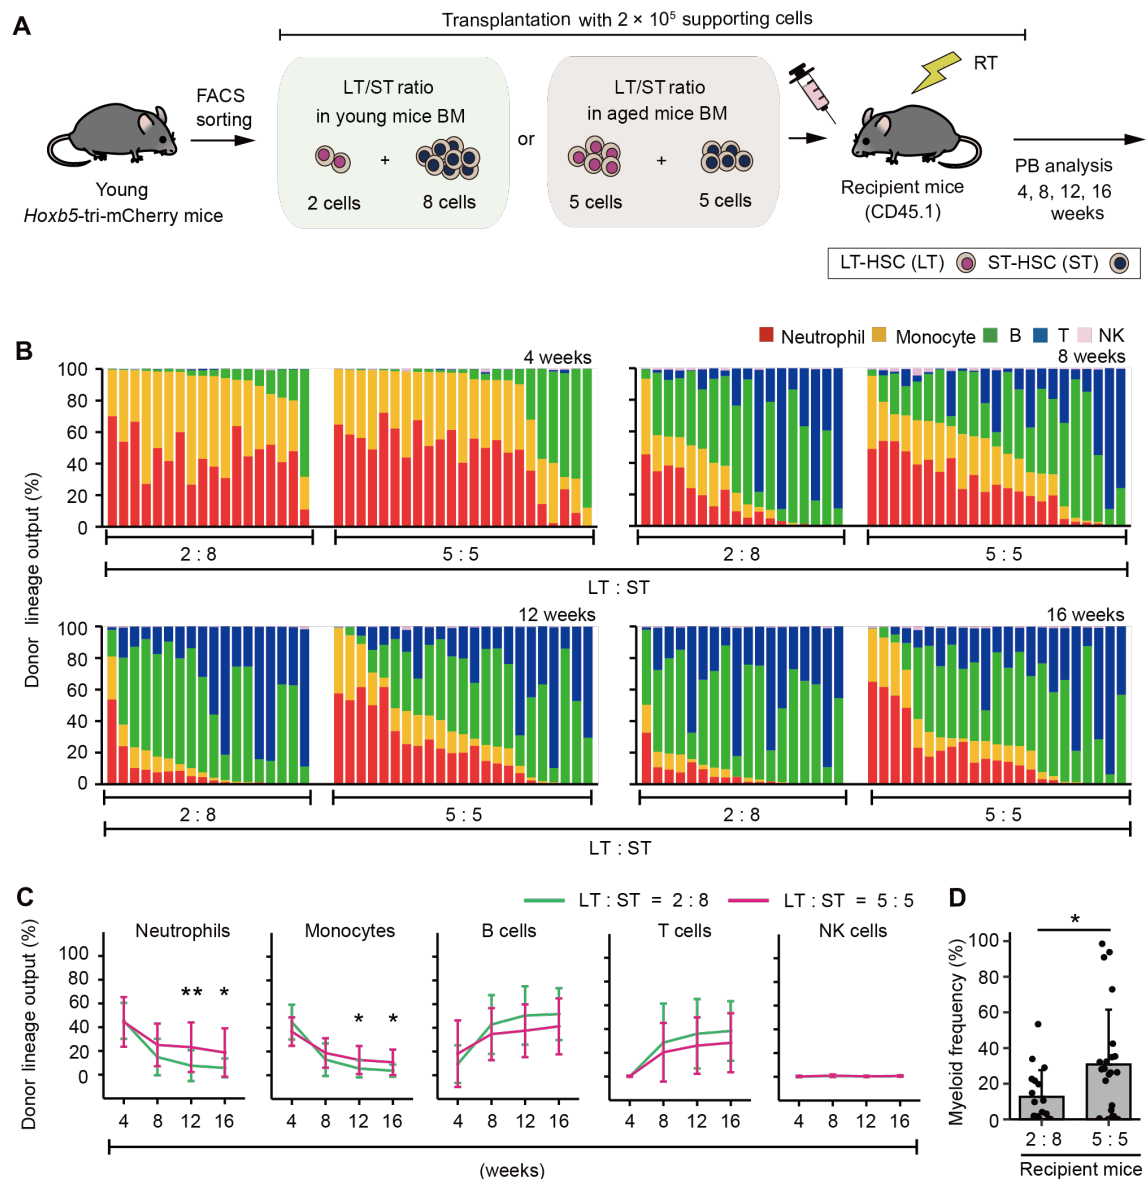 A
Transplantation with 2 × 10⁵ supporting cells
FACS
sorting
LT/ST ratio
in young mice BM
+
2 cells
8 cells
or
LT/ST ratio
in aged mice BM
+
5 cells
5 cells
RT
Young
Hoxb5-tri-mCherry mice
Recipient mice
(CD45.1)
PB analysis
4, 8, 12, 16
weeks
LT-HSC (LT)
ST-HSC (ST)
B
Neutrophil
Monocyte
B
T
NK
Donor lineage output (%)
4 weeks
8 weeks
100
80
60
40
20
0
2 : 8
5 : 5
2 : 8
5 : 5
LT : ST
12 weeks
16 weeks
100
80
60
40
20
0
2 : 8
5 : 5
2 : 8
5 : 5
LT : ST
C
LT : ST = 2 : 8
LT : ST = 5 : 5
Donor lineage output (%)
Neutrophils
Monocytes
B cells
T cells
NK cells
100
80
60
40
20
0
**
*
*
*
4 8 12 16
4 8 12 16
4 8 12 16
4 8 12 16
4 8 12 16
(weeks)
D
Myeloid frequency (%)
*
100
80
60
40
20
0
2 : 8
5 : 5
Recipient mice